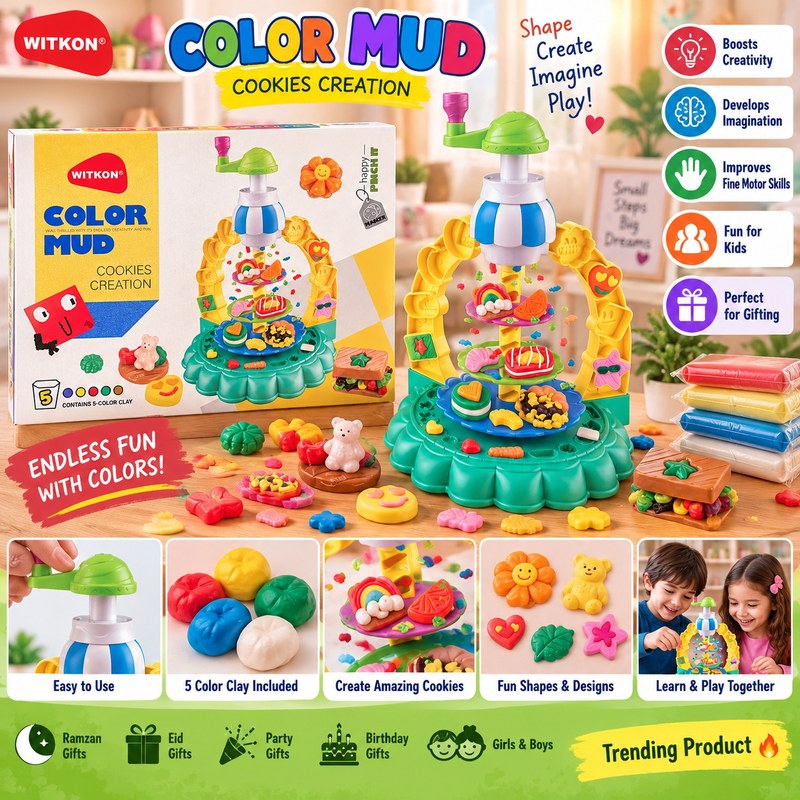 WITKON®
COLOR MUD
COOKIES CREATION
Shape
Create
Imagine
Play!
Boosts
Creativity
Develops
Imagination
Improves
Fine Motor Skills
Fun for
Kids
Perfect
for Gifting
Small
Steps
Big
Dreams
WITKON®
COLOR
MUD
COOKIES
CREATION
happy
PINCH IT
5
CONTAINS 5-COLOR CLAY
ENDLESS FUN
WITH COLORS!
Easy to Use
5 Color Clay Included
Create Amazing Cookies
Fun Shapes & Designs
Learn & Play Together
Ramzan
Gifts
Eid
Gifts
Party
Gifts
Birthday
Gifts
Girls & Boys
Trending Product